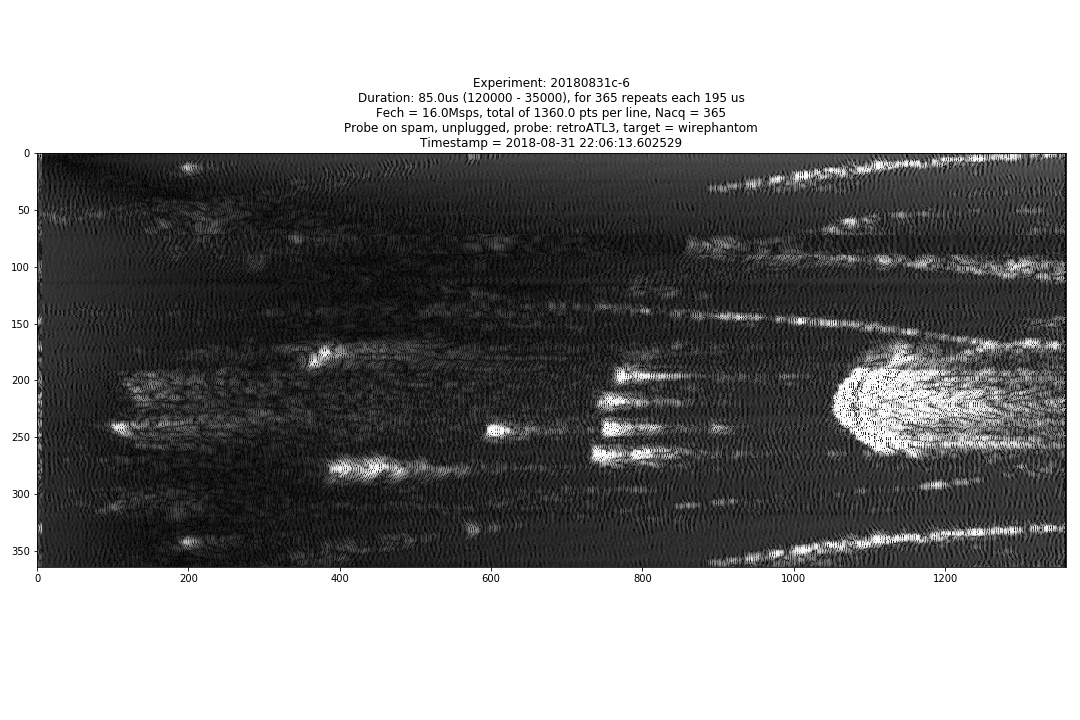 Experiment: 20180831c-6
Duration: 85.0us (120000 - 35000), for 365 repeats each 195 us
Fech = 16.0Msps, total of 1360.0 pts per line, Nacq = 365
Probe on spam, unplugged, probe: retroATL3, target = wirephantom
Timestamp = 2018-08-31 22:06:13.602529
0
50
100
150
200
250
300
350
0 200 400 600 800 1000 1200